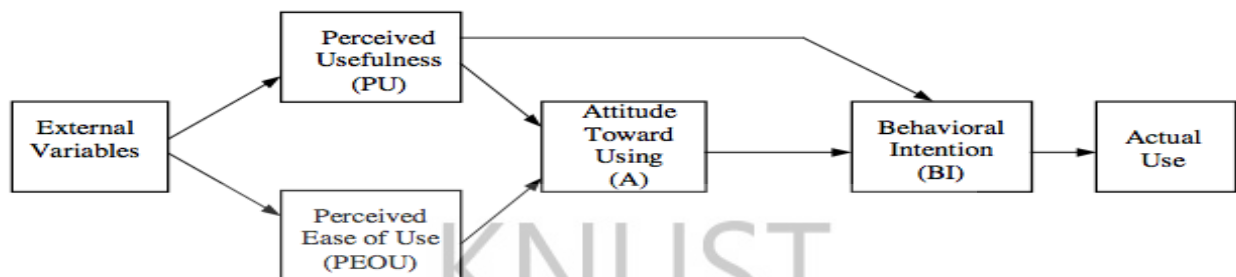 External
Variables
Perceived
Usefulness
(PU)
Perceived
Ease of Use
(PEOU)
Attitude
Toward
Using
(A)
Behavioral
Intention
(BI)
Actual
Use
KNUST